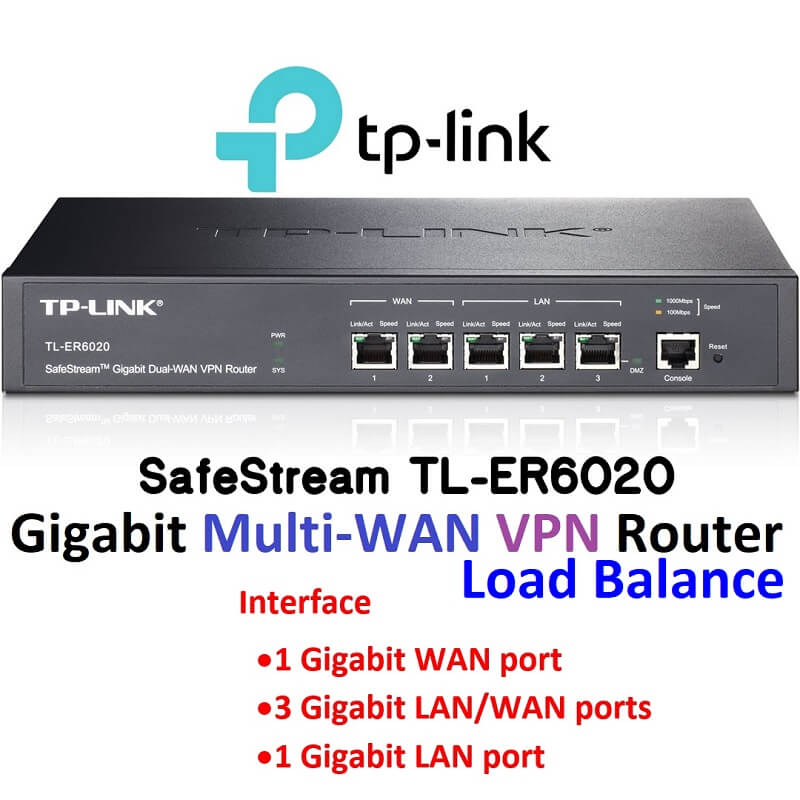 tp-link
TP-LINK®
TP-LINK®
TL-ER6020
SafeStream™ Gigabit Dual-WAN VPN Router
PWR
SYS
WAN LAN
Link/Act Speed Link/Act Speed Link/Act Speed Link/Act Speed Link/Act Speed
1 2 1 2 3
DMZ
1000Mbps
100Mbps
Speed
Reset
Console
SafeStream TL-ER6020
Gigabit Multi-WAN VPN Router
Load Balance
Interface
•1 Gigabit WAN port
•3 Gigabit LAN/WAN ports
•1 Gigabit LAN port